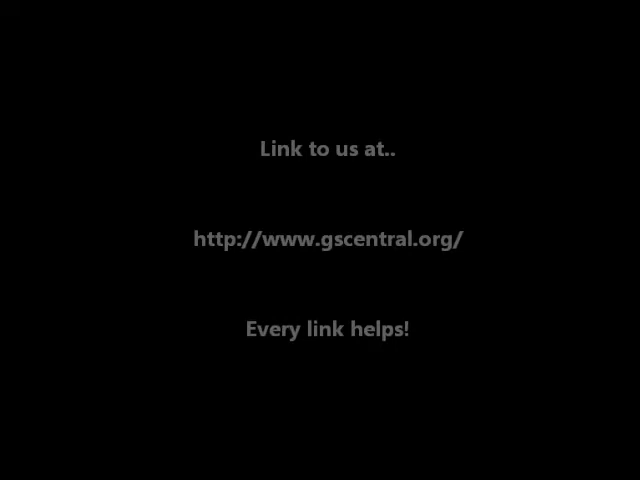 Link to us at..
http://www.gscentral.org/
Every link helps!